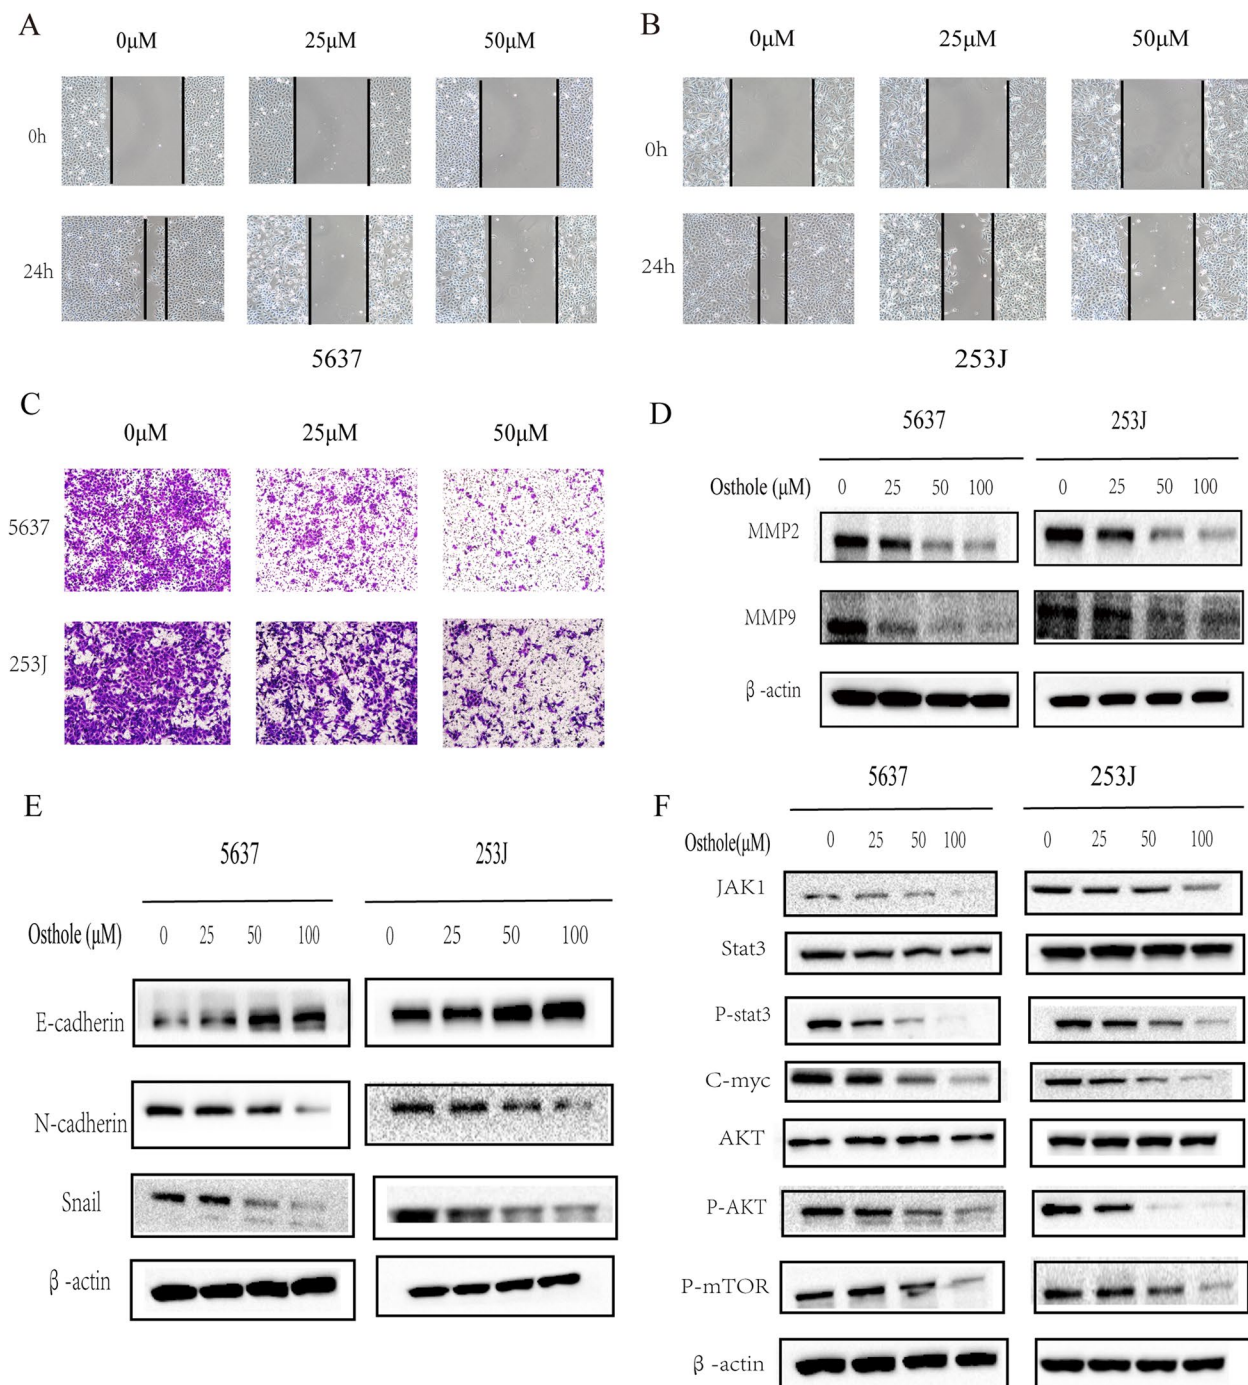 A
0μM 25μM 50μM
0h
24h
5637
B
0μM 25μM 50μM
0h
24h
253J
C
0μM 25μM 50μM
5637
253J
D
5637 253J
Osthole (μM) 0 25 50 100 0 25 50 100
MMP2
MMP9
β -actin
E
5637 253J
Osthole (μM) 0 25 50 100 0 25 50 100
E-cadherin
N-cadherin
Snail
β -actin
F
5637 253J
Osthole(μM) 0 25 50 100 0 25 50 100
JAK1
Stat3
P-stat3
C-myc
AKT
P-AKT
P-mTOR
β -actin